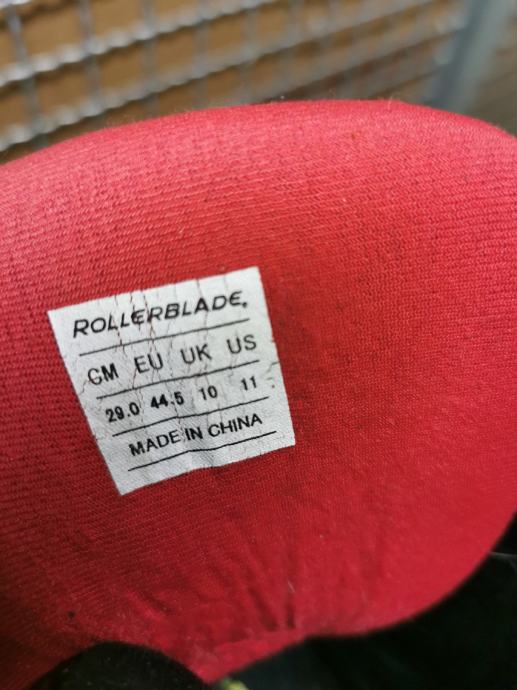 ROLLERBLADE®
CM EU UK US
29.0 44.5 10 11
MADE IN CHINA